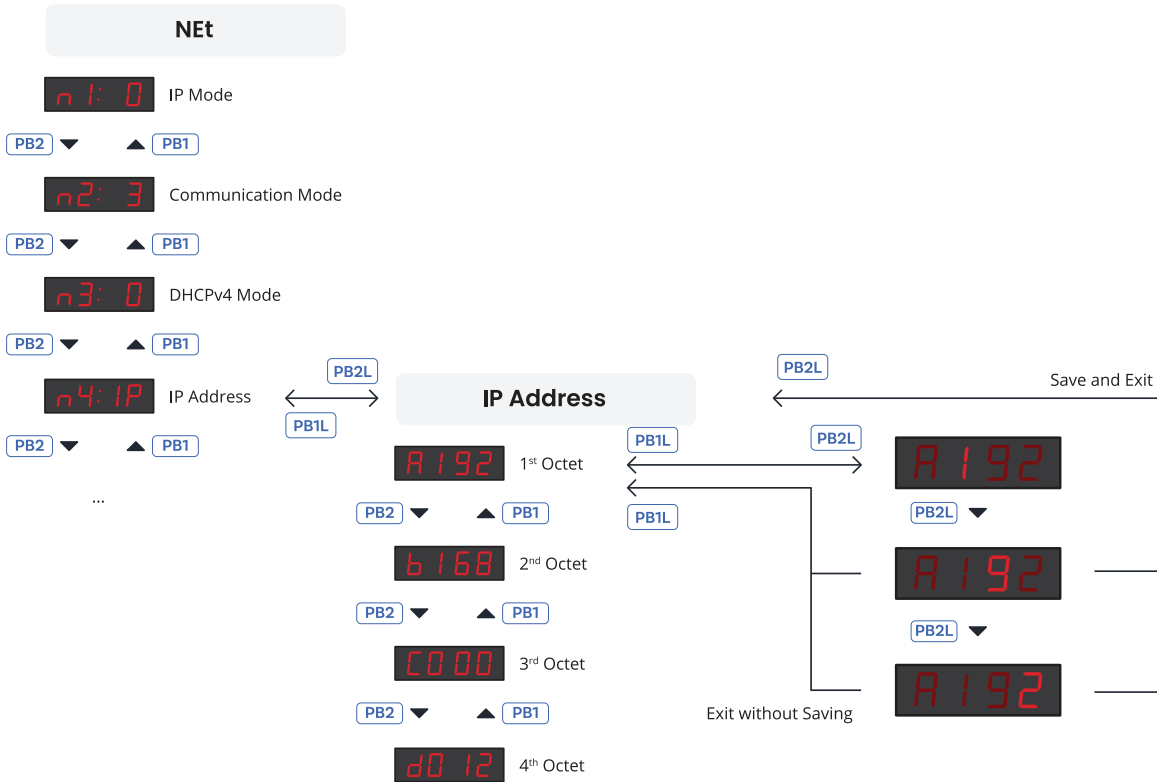 NEt
n1: 0 IP Mode
PB2 PB1
n2: 3 Communication Mode
PB2 PB1
n3: 0 DHCPv4 Mode
PB2 PB1
n4:IP IP Address
PB2 PB1
...
PB2L
PB1L
IP Address
A192 1st Octet
PB2 PB1
b168 2nd Octet
PB2 PB1
C000 3rd Octet
PB2 PB1
d012 4th Octet
PB1L
PB2L
PB1L
PB2L
Save and Exit
A192
PB2L
A192
PB2L
A192
Exit without Saving